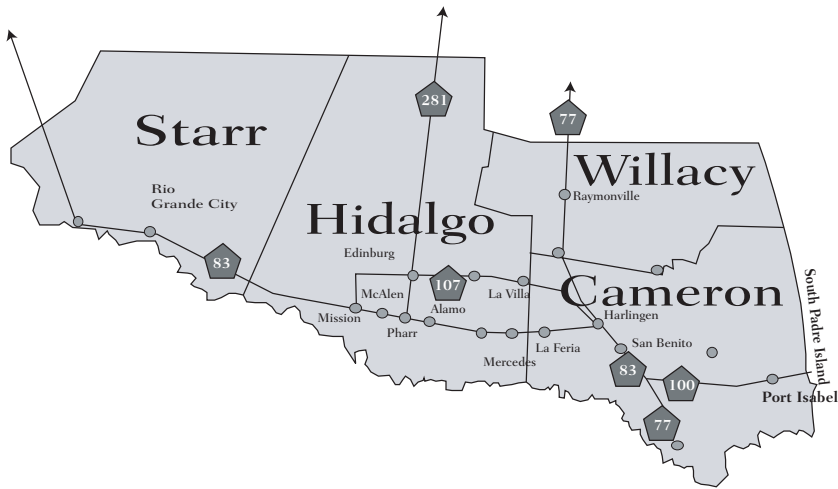 281
77
Starr
Willacy
Rio
Grande City
Raymonville
Hidalgo
Edinburg
83
107
McAlen
La Villa
Cameron
Alamo
Mission
Pharr
Harlingen
South Padre Island
La Feria
San Benito
Mercedes
83
100
Port Isabel
77